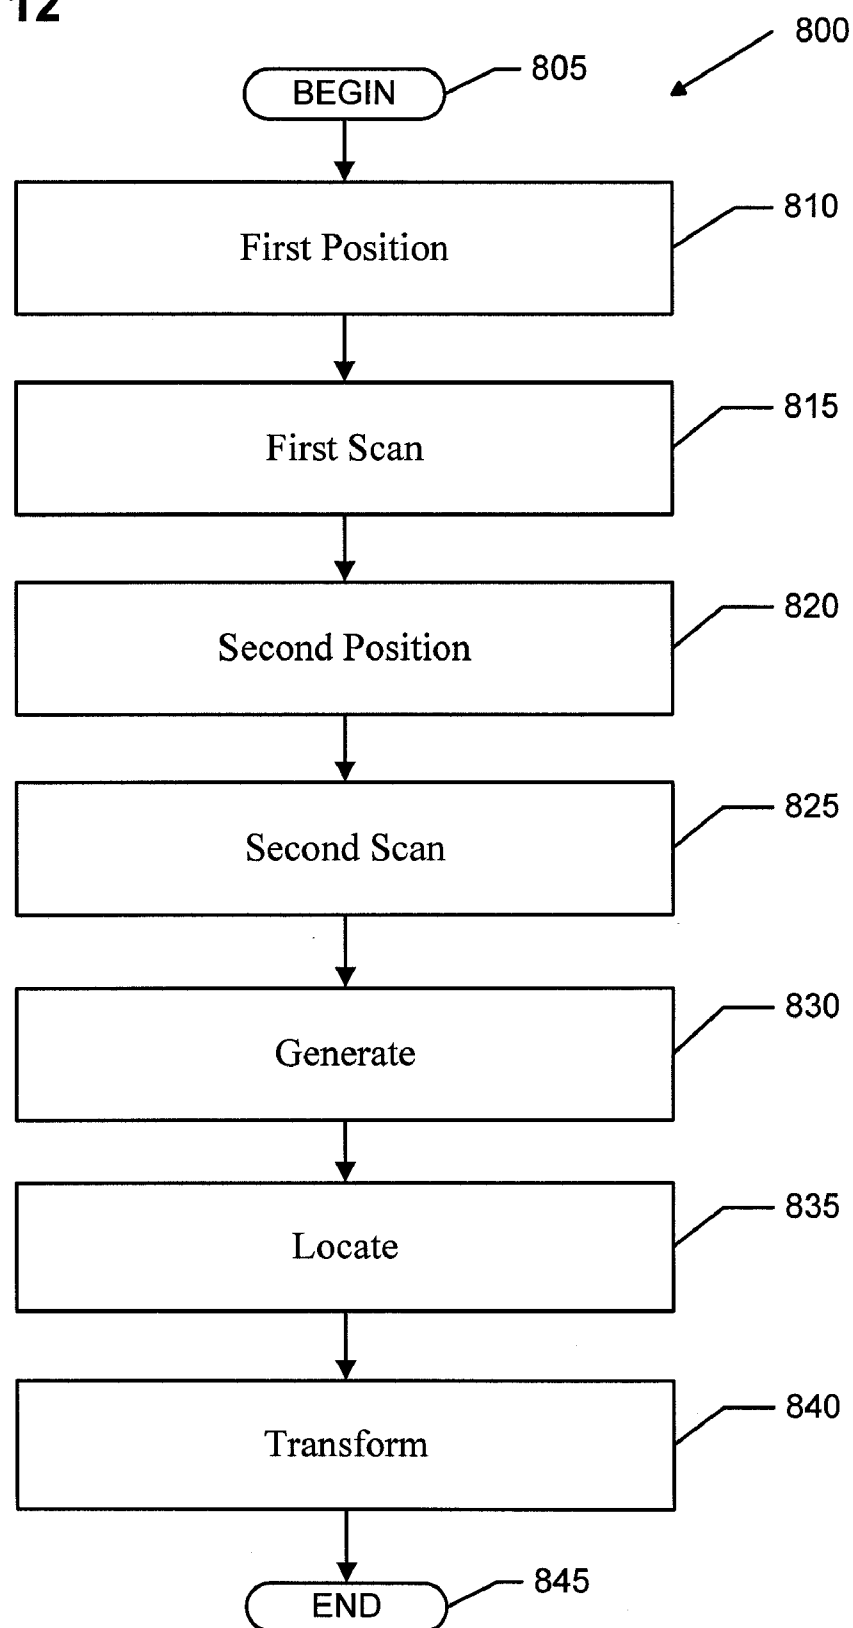 12
800
BEGIN 805
First Position 810
First Scan 815
Second Position 820
Second Scan 825
Generate 830
Locate 835
Transform 840
END 845